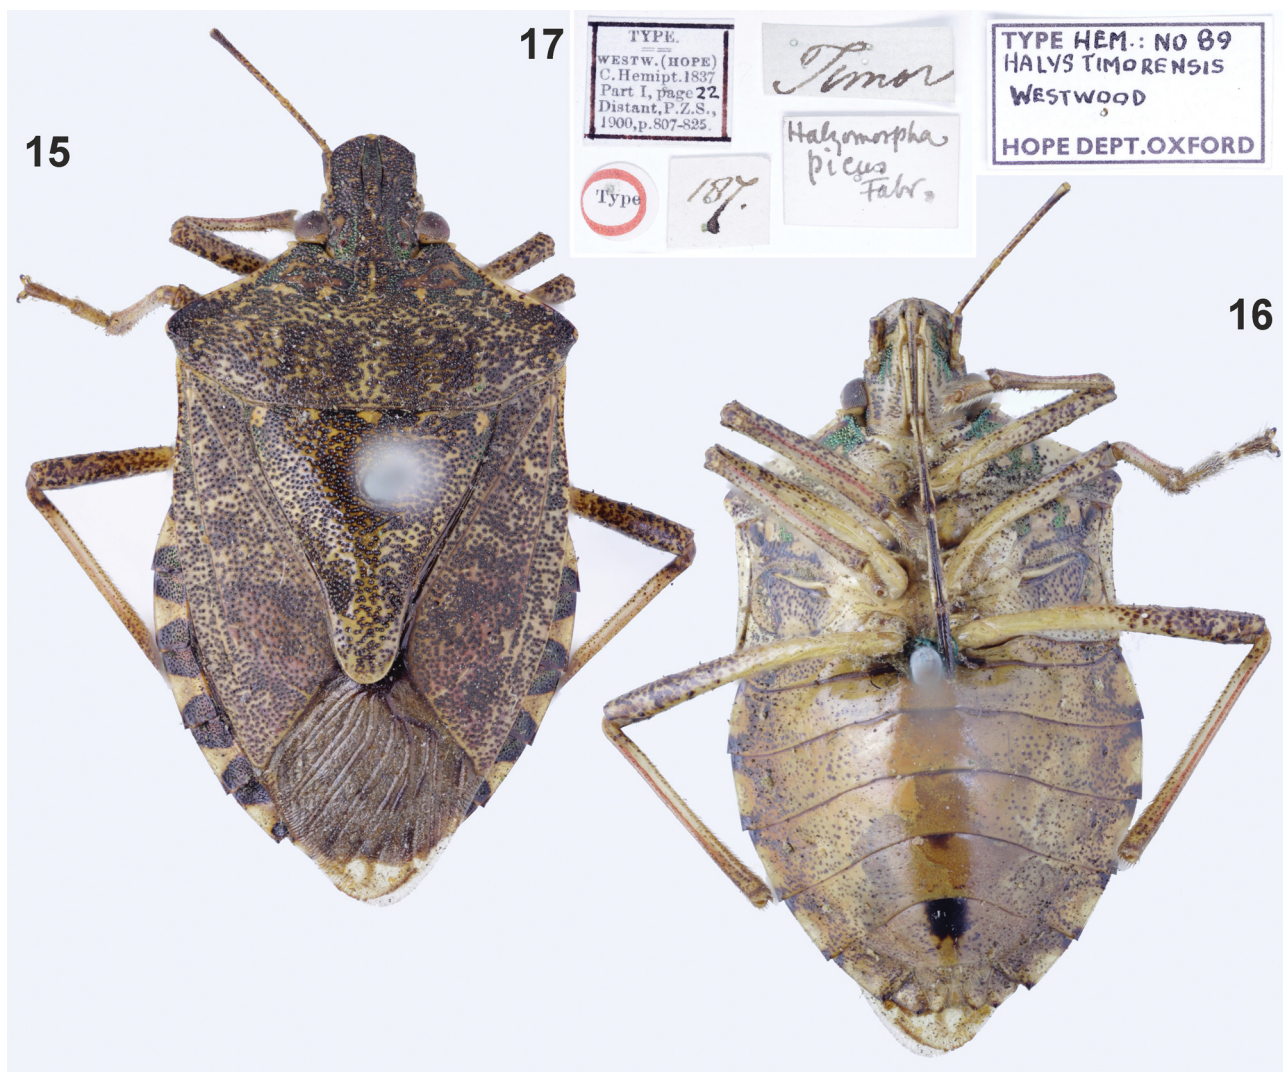 15
17
TYPE.
WESTW. (HOPE)
C.Hemipt.1837
Part I, page 22
Distant, P.Z.S.,
1900, p.807-825.
Type
187.
Timor
Halyomorpha
picus
Fabr.
TYPE HEM.: NO 89
HALYS TIMORENSIS
WESTWOOD
HOPE DEPT.OXFORD
16